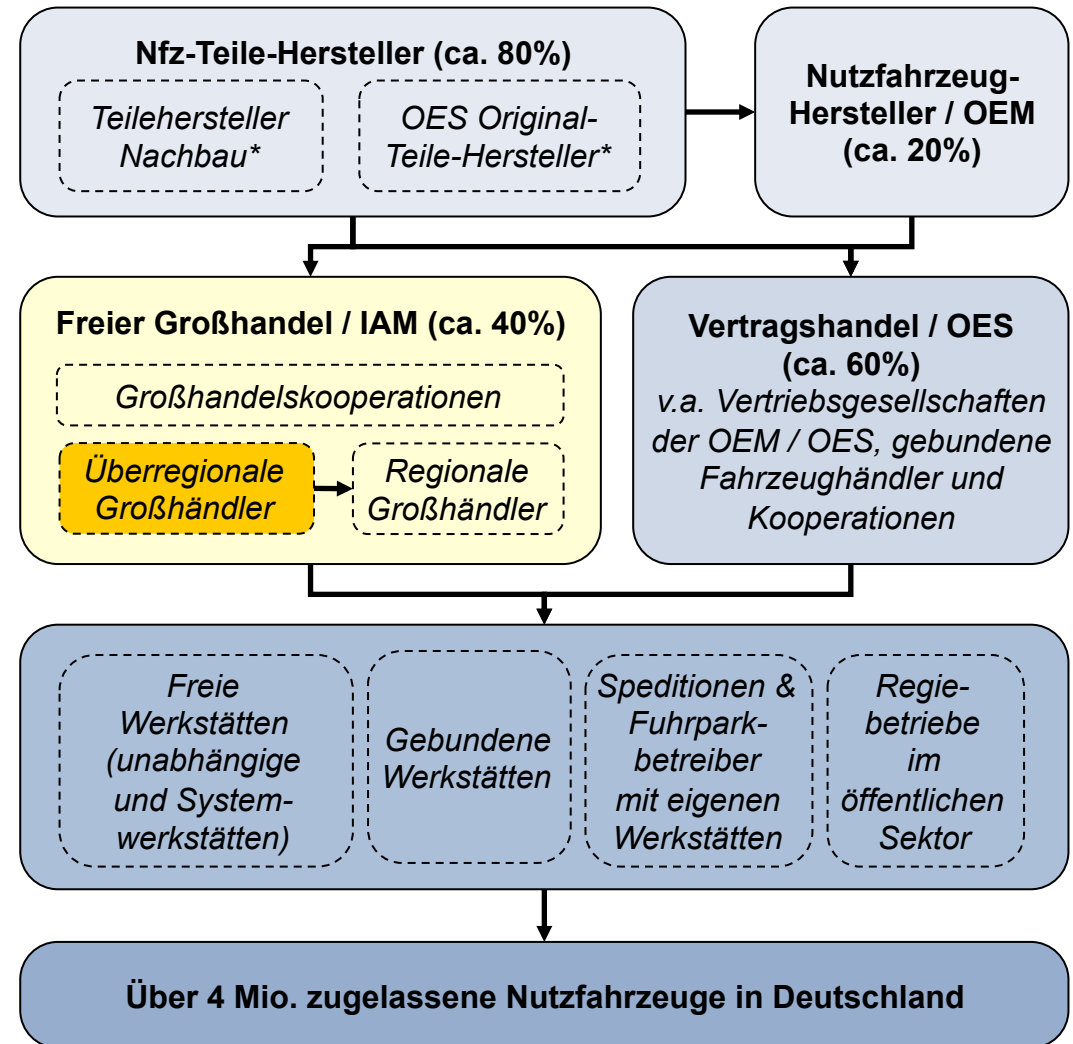 Nfz-Teile-Hersteller (ca. 80%)
Teilehersteller
Nachbau*
OES Original-
Teile-Hersteller*
Nutzfahrzeug-
Hersteller / OEM
(ca. 20%)
Freier Großhandel / IAM (ca. 40%)
Großhandelskooperationen
Überregionale
Großhändler
Regionale
Großhändler
Vertragshandel / OES
(ca. 60%)
v.a. Vertriebsgesellschaften
der OEM / OES, gebundene
Fahrzeughändler und
Kooperationen
Freie
Werkstätten
(unabhängige
und System-
werkstätten)
Gebundene
Werkstätten
Speditionen &
Fuhrpark-
betreiber
mit eigenen
Werkstätten
Regie-
betriebe
im
öffentlichen
Sektor
Über 4 Mio. zugelassene Nutzfahrzeuge in Deutschland